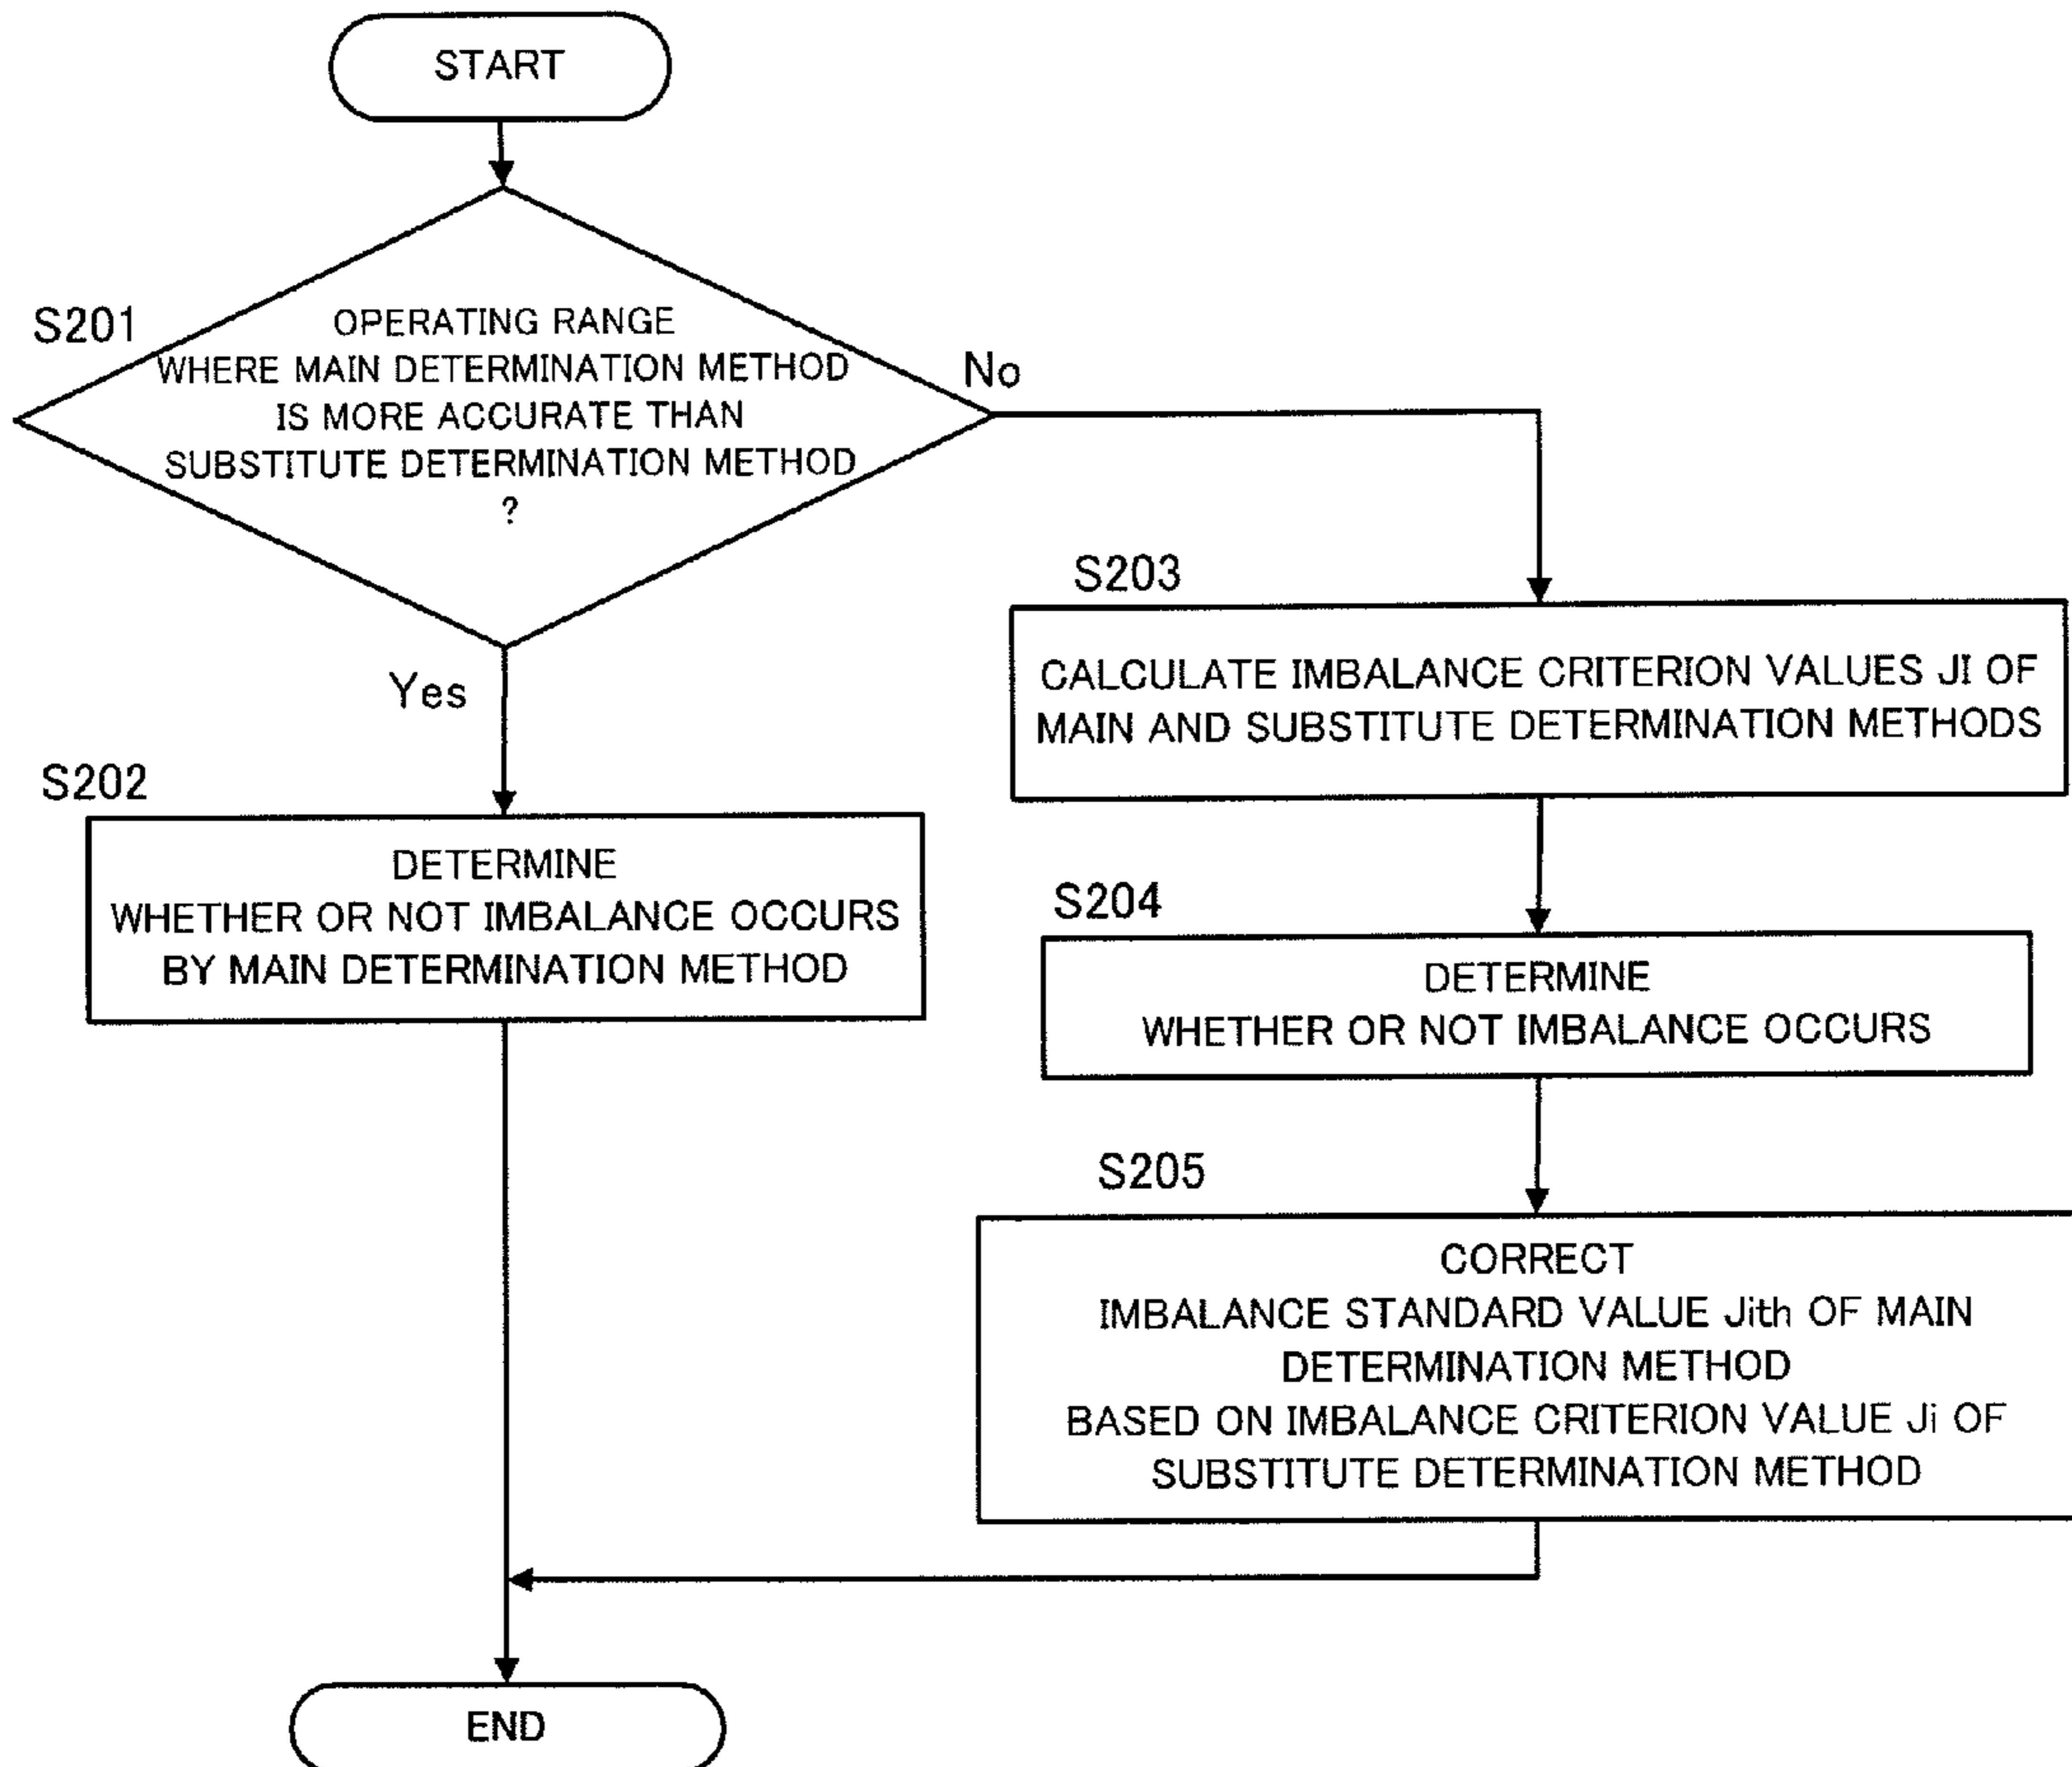 START
S201
OPERATING RANGE
WHERE MAIN DETERMINATION METHOD
IS MORE ACCURATE THAN
SUBSTITUTE DETERMINATION METHOD
?
No
Yes
S202
DETERMINE
WHETHER OR NOT IMBALANCE OCCURS
BY MAIN DETERMINATION METHOD
S203
CALCULATE IMBALANCE CRITERION VALUES JI OF
MAIN AND SUBSTITUTE DETERMINATION METHODS
S204
DETERMINE
WHETHER OR NOT IMBALANCE OCCURS
S205
CORRECT
IMBALANCE STANDARD VALUE Jith OF MAIN
DETERMINATION METHOD
BASED ON IMBALANCE CRITERION VALUE Ji OF
SUBSTITUTE DETERMINATION METHOD
END